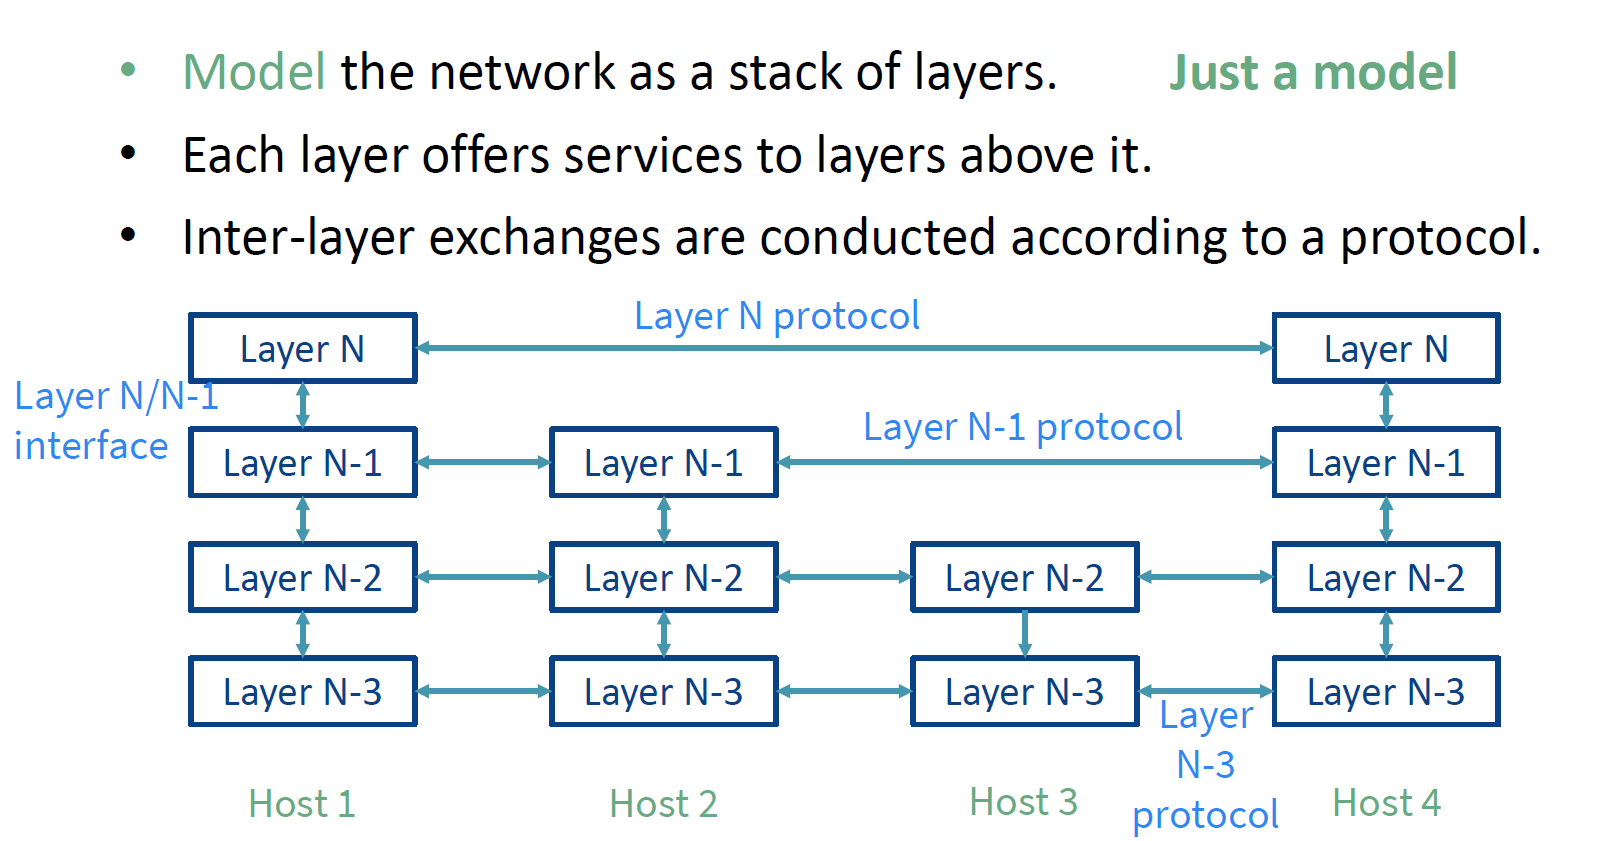 • Model the network as a stack of layers. Just a model
• Each layer offers services to layers above it.
• Inter-layer exchanges are conducted according to a protocol.
Layer N protocol
Layer N
Layer N
Layer N/N-1
interface
Layer N-1 protocol
Layer N-1
Layer N-1
Layer N-1
Layer N-2
Layer N-2
Layer N-2
Layer N-2
Layer N-3
Layer N-3
Layer N-3
Layer N-3
Layer
N-3
protocol
Host 1
Host 2
Host 3
Host 4